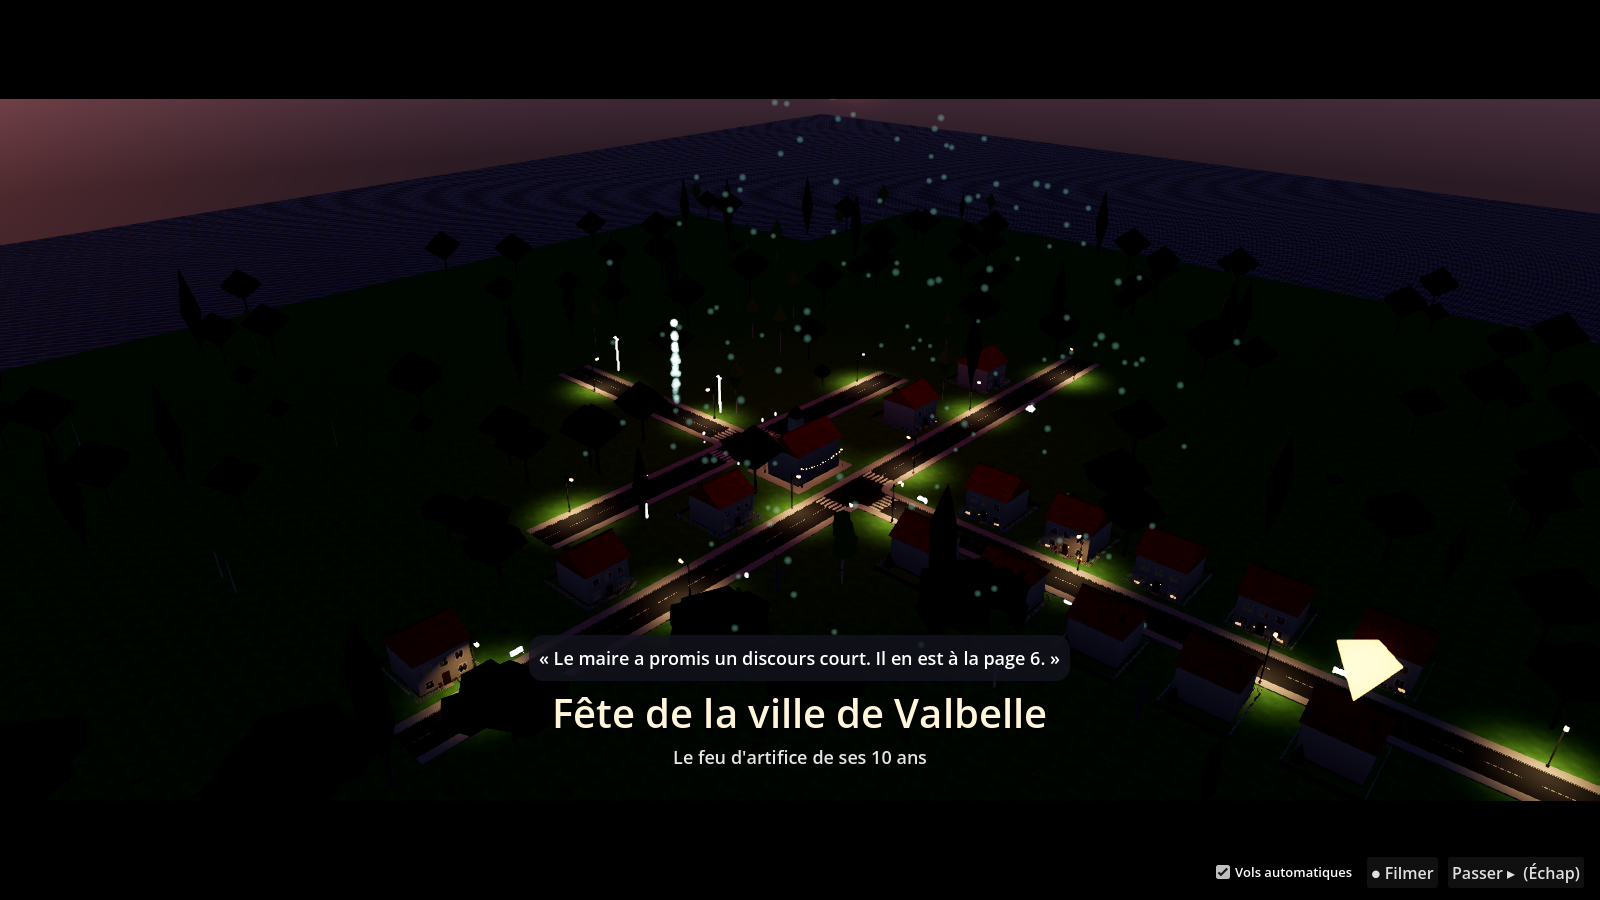 « Le maire a promis un discours court. Il en est à la page 6. »
Fête de la ville de Valbelle
Le feu d'artifice de ses 10 ans
Vols automatiques
● Filmer
Passer ▸ (Échap)